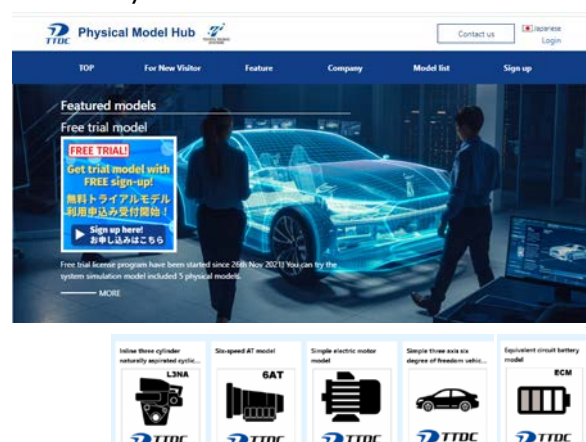 TTDC Physical Model Hub
Contact us
Japanese
Login
TOP For New Visitor Feature Company Model list Sign up
Featured models
Free trial model
FREE TRIAL!
Get trial model with
FREE sign-up!
無料トライアルモデル
利用申込み受付開始！
Sign up here!
お申し込みはこちら
Free trial license program have been started since 26th Nov 2021! You can try the
system simulation model included 5 physical models.
MORE
Inline three cylinder
naturally aspirated cyclic...
L3NA
TTDC
Six-speed AT model
6AT
TTDC
Simple electric motor
model
TTDC
Simple three axis six
degree of freedom vehic...
TTDC
Equivalent circuit battery
model
ECM
TTDC